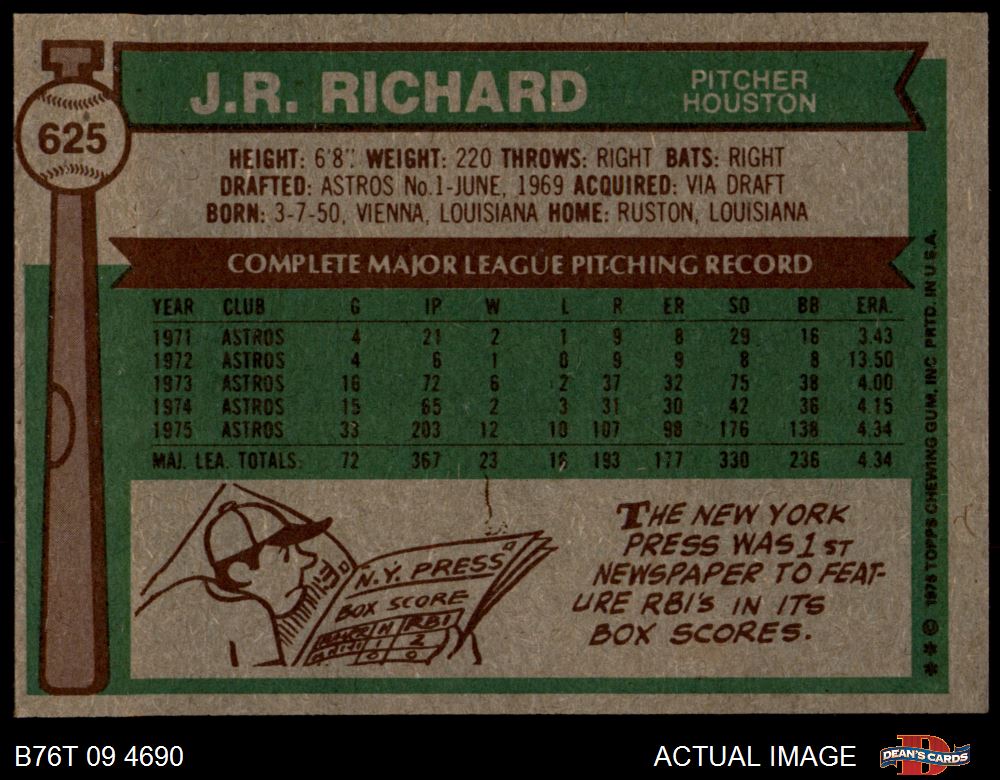 625
J.R. RICHARD
PITCHER
HOUSTON
HEIGHT: 6'8". WEIGHT: 220 THROWS: RIGHT BATS: RIGHT
DRAFTED: ASTROS No.1-JUNE, 1969 ACQUIRED: VIA DRAFT
BORN: 3-7-50, VIENNA, LOUISIANA HOME: RUSTON, LOUISIANA
COMPLETE MAJOR LEAGUE PITCHING RECORD
YEAR CLUB G IP W L R ER SO BB ERA.
1971 ASTROS 4 21 2 1 9 8 29 16 3.43
1972 ASTROS 4 6 1 0 9 9 8 8 13.50
1973 ASTROS 16 72 6 2 37 32 75 38 4.00
1974 ASTROS 15 65 2 3 31 30 42 36 4.15
1975 ASTROS 33 203 12 10 107 98 176 138 4.34
MAJ. LEA. TOTALS: 72 367 23 16 193 177 330 236 4.34
N.Y. PRESS
BOX SCORE
H RBI
1 2
0 0
THE NEW YORK
PRESS WAS 1ST
NEWSPAPER TO FEAT-
URE RBI'S IN ITS
BOX SCORES.
* * © 1976 TOPPS CHEWING GUM, INC. PRTD. IN U.S.A.
B76T 09 4690
ACTUAL IMAGE
D
DEAN'S CARDS